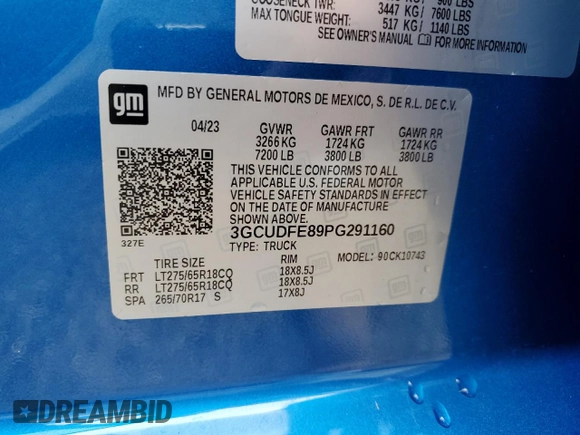 GOOSENECK TWR: KG/ 900 LBS
3447 KG/ 7600 LBS
MAX TONGUE WEIGHT: 517 KG/ 1140 LBS
SEE OWNER'S MANUAL FOR MORE INFORMATION
gm
MFD BY GENERAL MOTORS DE MEXICO, S. DE R.L. DE C.V.
04/23 GVWR GAWR FRT GAWR RR
3266 KG 1724 KG 1724 KG
7200 LB 3800 LB 3800 LB
THIS VEHICLE CONFORMS TO ALL
APPLICABLE U.S. FEDERAL MOTOR
VEHICLE SAFETY STANDARDS IN EFFECT
ON THE DATE OF MANUFACTURE
SHOWN ABOVE.
327E
3GCUDFE89PG291160
TYPE: TRUCK MODEL: 90CK10743
TIRE SIZE RIM
FRT LT275/65R18CQ 18X8.5J
RR LT275/65R18CQ 18X8.5J
SPA 265/70R17 S 17X8J
DREAMBID